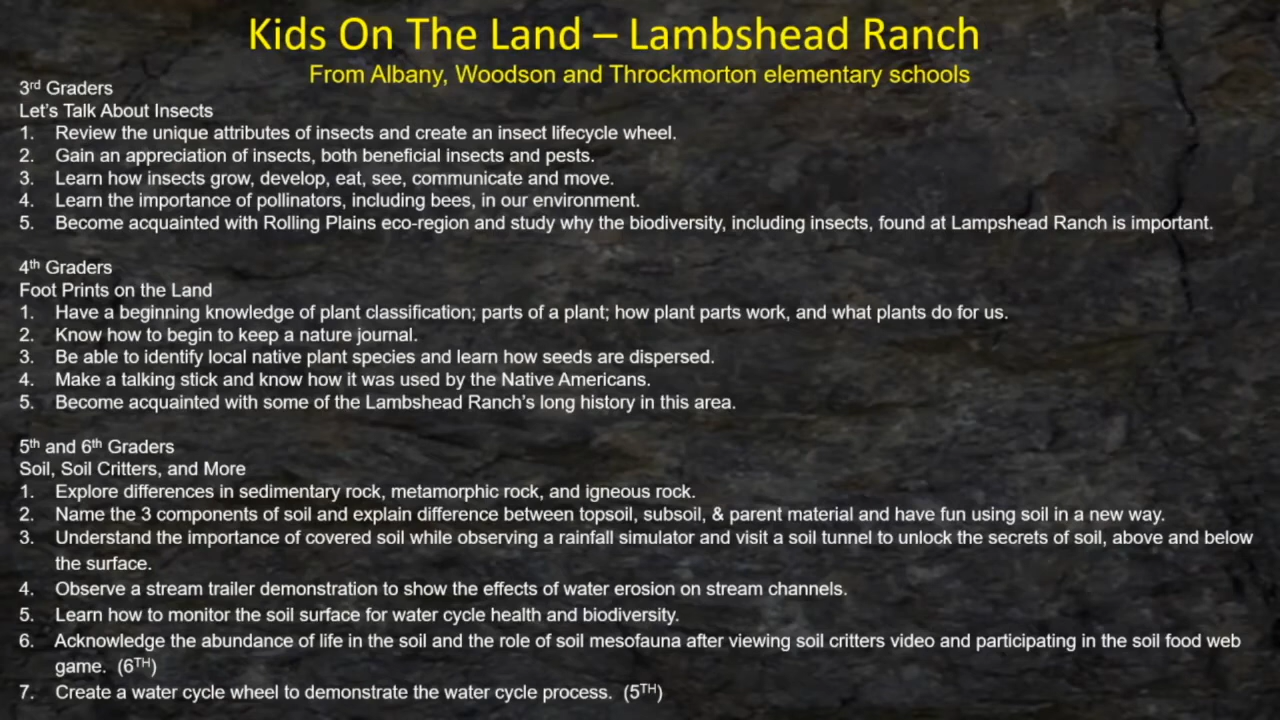 Kids On The Land – Lambshead Ranch
From Albany, Woodson and Throckmorton elementary schools
3rd Graders
Let's Talk About Insects
1. Review the unique attributes of insects and create an insect lifecycle wheel.
2. Gain an appreciation of insects, both beneficial insects and pests.
3. Learn how insects grow, develop, eat, see, communicate and move.
4. Learn the importance of pollinators, including bees, in our environment.
5. Become acquainted with Rolling Plains eco-region and study why the biodiversity, including insects, found at Lampshead Ranch is important.
4th Graders
Foot Prints on the Land
1. Have a beginning knowledge of plant classification; parts of a plant; how plant parts work, and what plants do for us.
2. Know how to begin to keep a nature journal.
3. Be able to identify local native plant species and learn how seeds are dispersed.
4. Make a talking stick and know how it was used by the Native Americans.
5. Become acquainted with some of the Lambshead Ranch's long history in this area.
5th and 6th Graders
Soil, Soil Critters, and More
1. Explore differences in sedimentary rock, metamorphic rock, and igneous rock.
2. Name the 3 components of soil and explain difference between topsoil, subsoil, & parent material and have fun using soil in a new way.
3. Understand the importance of covered soil while observing a rainfall simulator and visit a soil tunnel to unlock the secrets of soil, above and below
the surface.
4. Observe a stream trailer demonstration to show the effects of water erosion on stream channels.
5. Learn how to monitor the soil surface for water cycle health and biodiversity.
6. Acknowledge the abundance of life in the soil and the role of soil mesofauna after viewing soil critters video and participating in the soil food web
game. (6TH)
7. Create a water cycle wheel to demonstrate the water cycle process. (5TH)